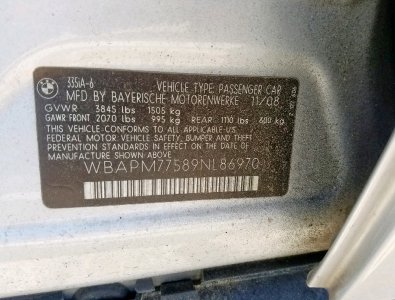 335iA-6 VEHICLE TYPE PASSENGER CAR
MFD BY BAYERISCHE MOTORENWERKE 11/08
GVWR 3845 lbs 1505 kg
GAWR FRONT 2070 lbs 995 kg REAR 1110 lbs 600 kg
THIS VEHICLE CONFORMS TO ALL APPLICABLE
FEDERAL MOTOR VEHICLE SAFETY, BUMPER, AND THEFT
PREVENTION STANDARDS IN EFFECT ON THE DATE OF
MANUFACTURE SHOWN ABOVE
WBAPM77589NL86970